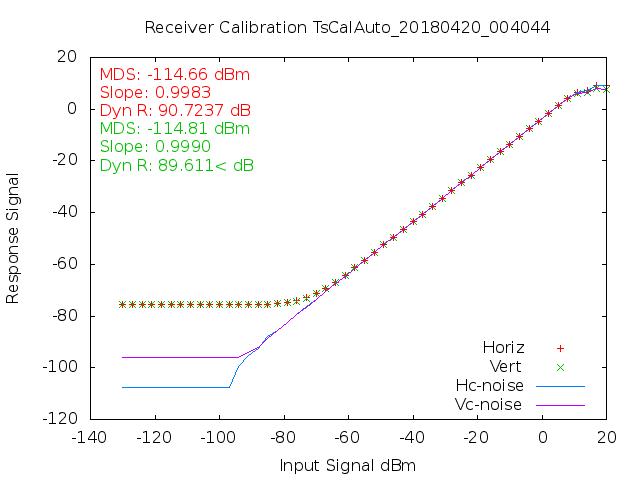 Receiver Calibration TsCalAuto_20180420_004044
MDS: -114.66 dBm
Slope: 0.9983
Dyn R: 90.7237 dB
MDS: -114.81 dBm
Slope: 0.9990
Dyn R: 89.611< dB
20
0
-20
-40
-60
-80
-100
-120
Response Signal
Horiz
Vert
Hc-noise
Vc-noise
-140 -120 -100 -80 -60 -40 -20 0 20
Input Signal dBm